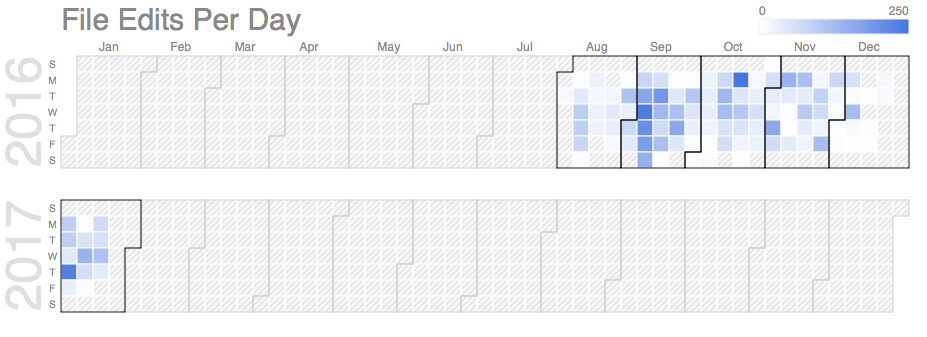 File Edits Per Day
0 250
Jan Feb Mar Apr May Jun Jul Aug Sep Oct Nov Dec
2016
S
M
T
W
T
F
S
2017
S
M
T
W
T
F
S